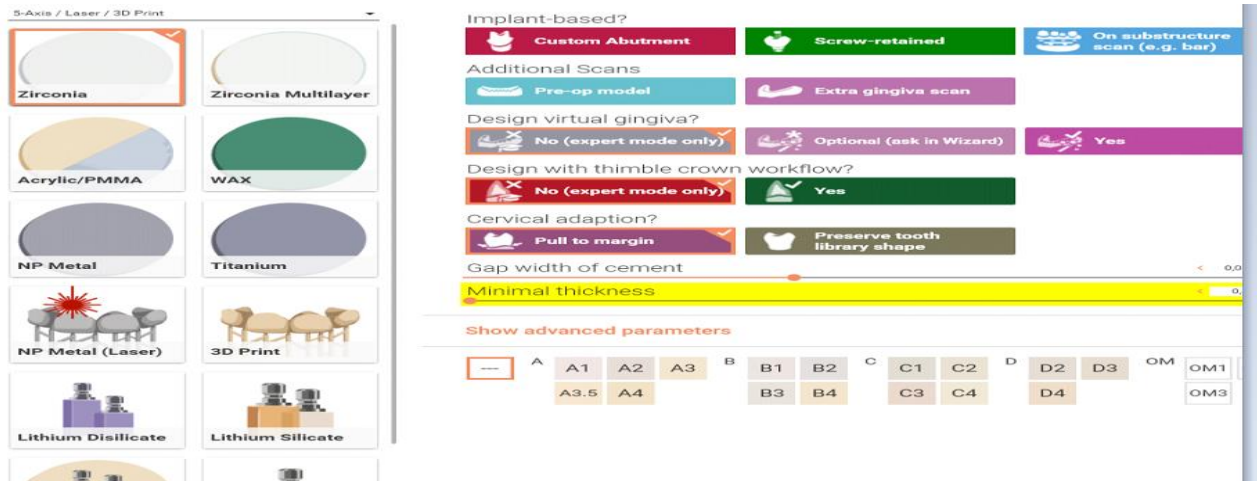 5-Axis / Laser / 3D Print
Zirconia
Zirconia Multilayer
Acrylic/PMMA
WAX
NP Metal
Titanium
NP Metal (Laser)
3D Print
Lithium Disilicate
Lithium Silicate
Implant-based?
Custom Abutment
Screw-retained
On substructure
scan (e.g. bar)
Additional Scans
Pre-op model
Extra gingiva scan
Design virtual gingiva?
No (expert mode only)
Optional (ask in Wizard)
Yes
Design with thimble crown workflow?
No (expert mode only)
Yes
Cervical adaption?
Pull to margin
Preserve tooth
library shape
Gap width of cement < 0,0
Minimal thickness < 0,
Show advanced parameters
--- A A1 A2 A3 B B1 B2 C C1 C2 D D2 D3 OM OM1
A3.5 A4 B3 B4 C3 C4 D4 OM3